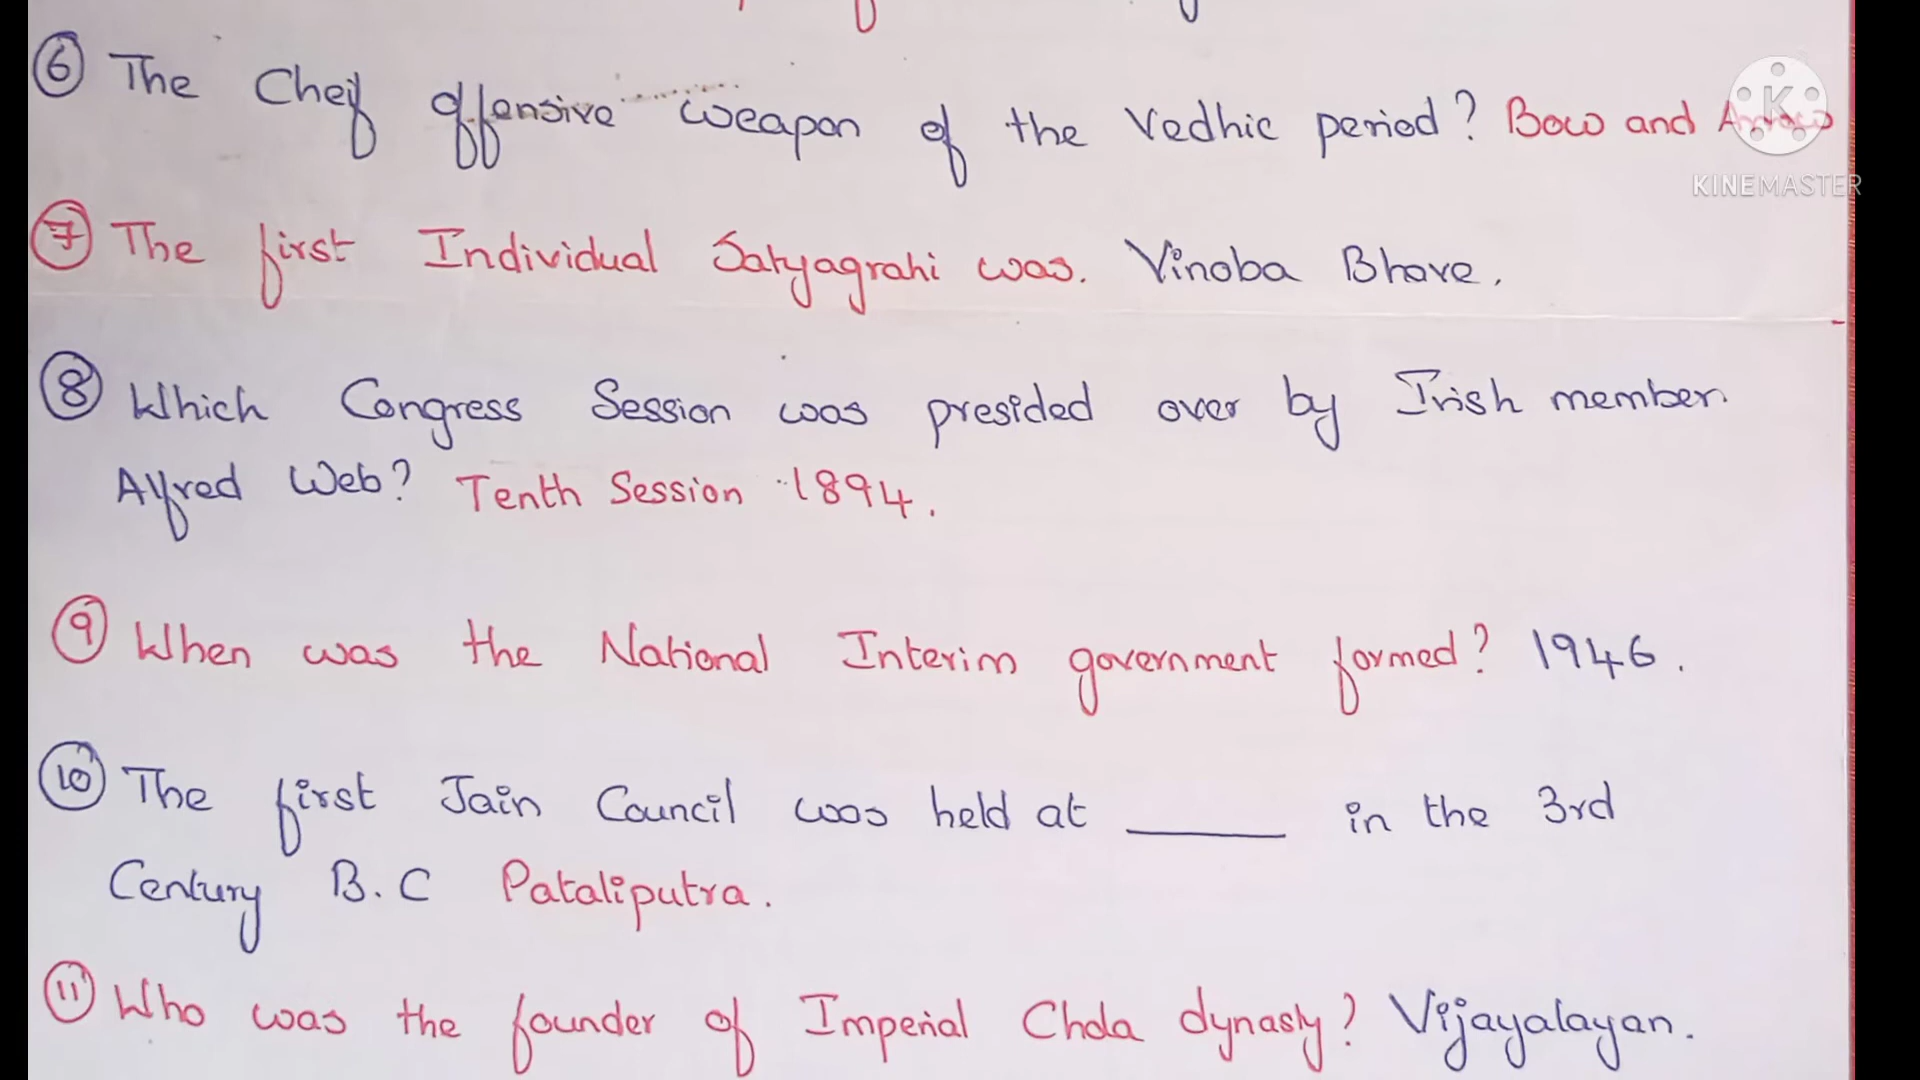 6 The Cheif offensive weapon of the Vedhic period? Bow and Arrows
KINEMASTER
7 The first Individual Satyagrahi was. Vinoba Bhave.
8 Which Congress Session was presided over by Irish member
Alfred Web? Tenth Session 1894.
9 When was the National Interim government formed? 1946.
10 The first Jain Council was held at ______ in the 3rd
Century B.C Pataliputra.
11 Who was the founder of Imperial Chola dynasty? Vijayalayan.